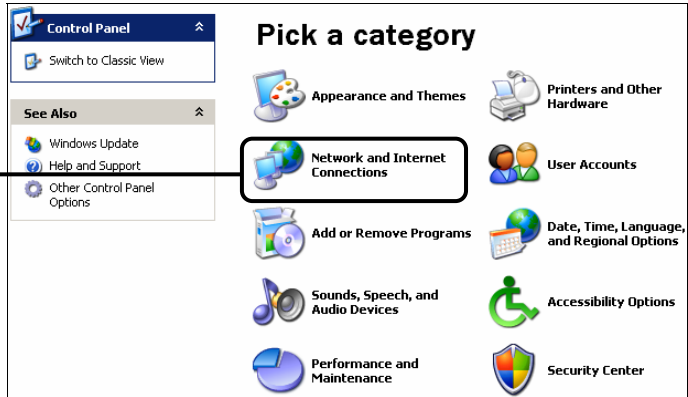 Control Panel
Switch to Classic View
See Also
Windows Update
Help and Support
Other Control Panel
Options
Pick a category
Appearance and Themes
Printers and Other
Hardware
Network and Internet
Connections
User Accounts
Add or Remove Programs
Date, Time, Language,
and Regional Options
Sounds, Speech, and
Audio Devices
Accessibility Options
Performance and
Maintenance
Security Center